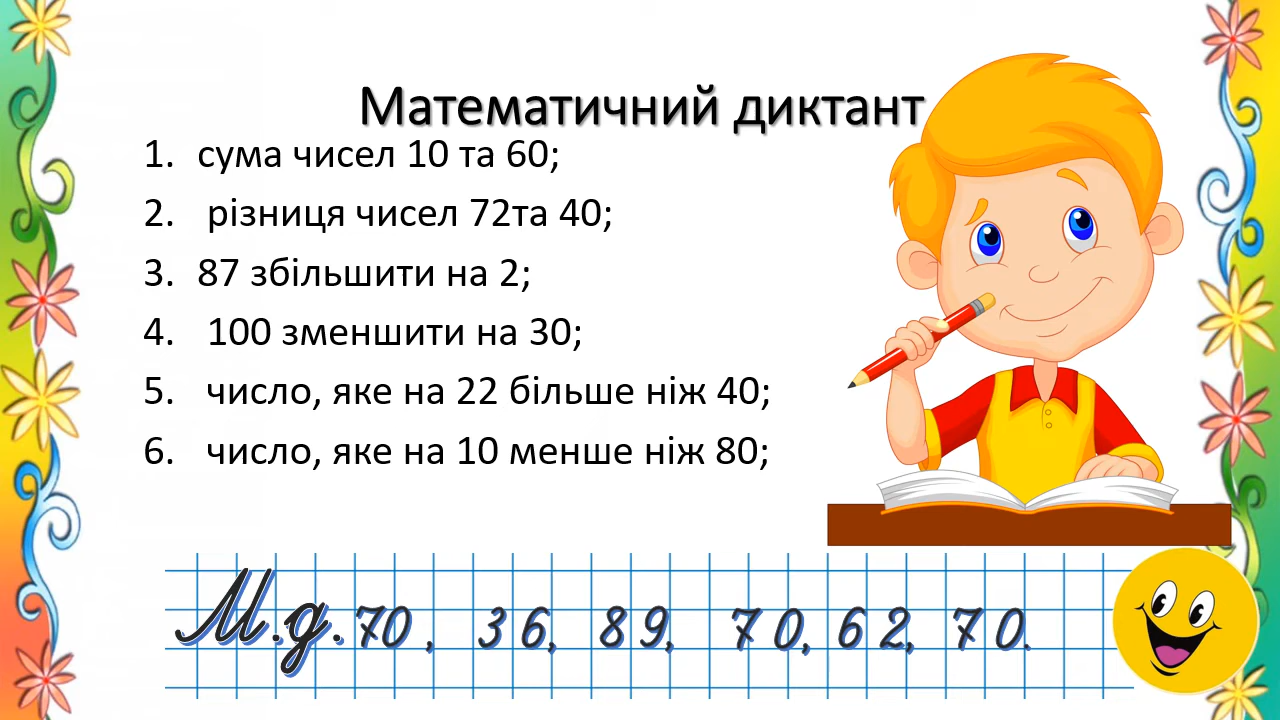 Математичний диктант
1. сума чисел 10 та 60;
2. різниця чисел 72та 40;
3. 87 збільшити на 2;
4. 100 зменшити на 30;
5. число, яке на 22 більше ніж 40;
6. число, яке на 10 менше ніж 80;
М.д. 70, 36, 89, 70, 62, 70.